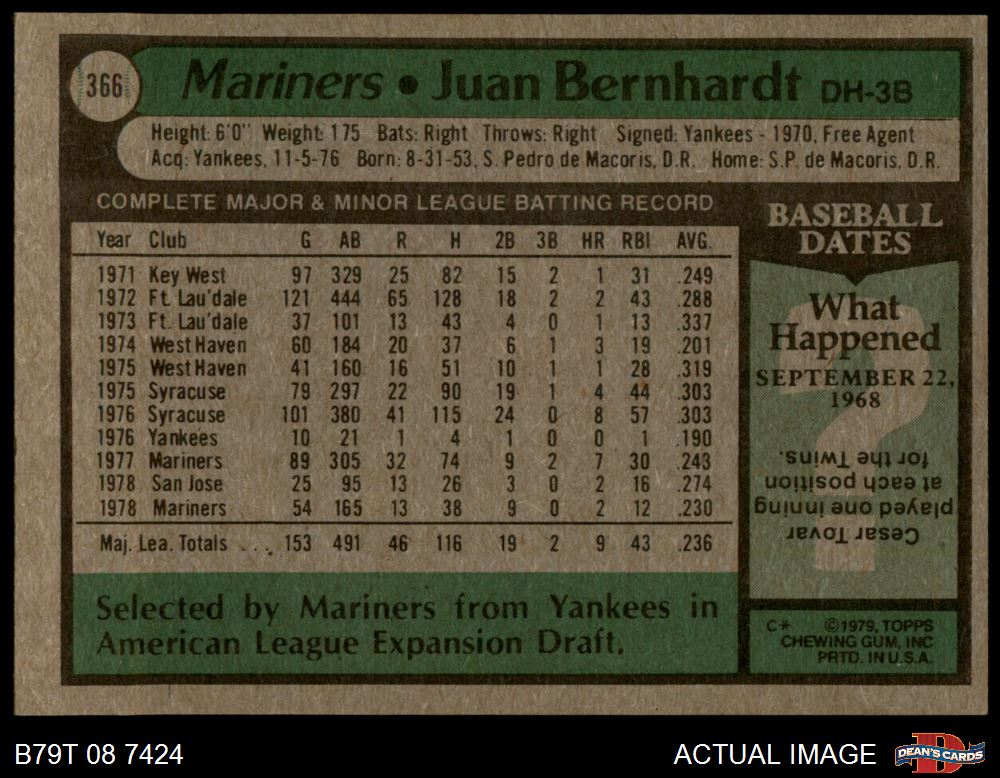 366
Mariners • Juan Bernhardt DH-3B
Height: 6'0" Weight: 175 Bats: Right Throws: Right Signed: Yankees - 1970, Free Agent
Acq: Yankees, 11-5-76 Born: 8-31-53, S. Pedro de Macoris, D.R. Home: S.P. de Macoris, D.R.
COMPLETE MAJOR & MINOR LEAGUE BATTING RECORD
Year Club G AB R H 2B 3B HR RBI AVG.
1971 Key West 97 329 25 82 15 2 1 31 .249
1972 Ft. Lau'dale 121 444 65 128 18 2 2 43 .288
1973 Ft. Lau'dale 37 101 13 43 4 0 1 13 .337
1974 West Haven 60 184 20 37 6 1 3 19 .201
1975 West Haven 41 160 16 51 10 1 1 28 .319
1975 Syracuse 79 297 22 90 19 1 4 44 .303
1976 Syracuse 101 380 41 115 24 0 8 57 .303
1976 Yankees 10 21 1 4 1 0 0 1 .190
1977 Mariners 89 305 32 74 9 2 7 30 .243
1978 San Jose 25 95 13 26 3 0 2 16 .274
1978 Mariners 54 165 13 38 9 0 2 12 .230
Maj. Lea. Totals . . . 153 491 46 116 19 2 9 43 .236
Selected by Mariners from Yankees in
American League Expansion Draft.
BASEBALL
DATES
What
Happened
SEPTEMBER 22,
1968
?
Cesar Tovar
played one inning
at each position
for the Twins.
C* ©1979, TOPPS
CHEWING GUM, INC
PRTD. IN U.S.A.
B79T 08 7424
ACTUAL IMAGE
DEAN'S CARDS